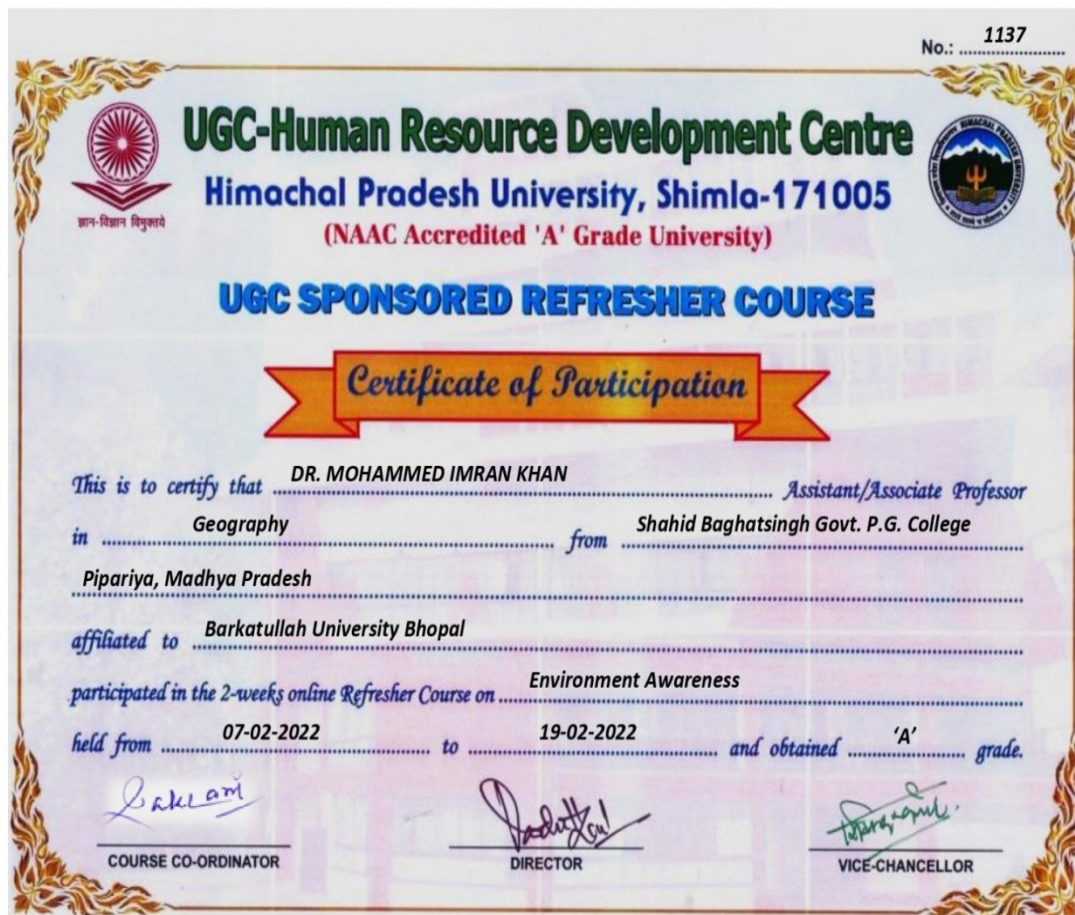 No.: 1137
UGC-Human Resource Development Centre
Himachal Pradesh University, Shimla-171005
(NAAC Accredited 'A' Grade University)
ज्ञान-विज्ञान विमुक्तये
HIMACHAL PRADESH UNIVERSITY
UGC SPONSORED REFRESHER COURSE
Certificate of Participation
This is to certify that DR. MOHAMMED IMRAN KHAN Assistant/Associate Professor
in Geography from Shahid Baghatsingh Govt. P.G. College
Pipariya, Madhya Pradesh
affiliated to Barkatullah University Bhopal
participated in the 2-weeks online Refresher Course on Environment Awareness
held from 07-02-2022 to 19-02-2022 and obtained 'A' grade.
COURSE CO-ORDINATOR DIRECTOR VICE-CHANCELLOR